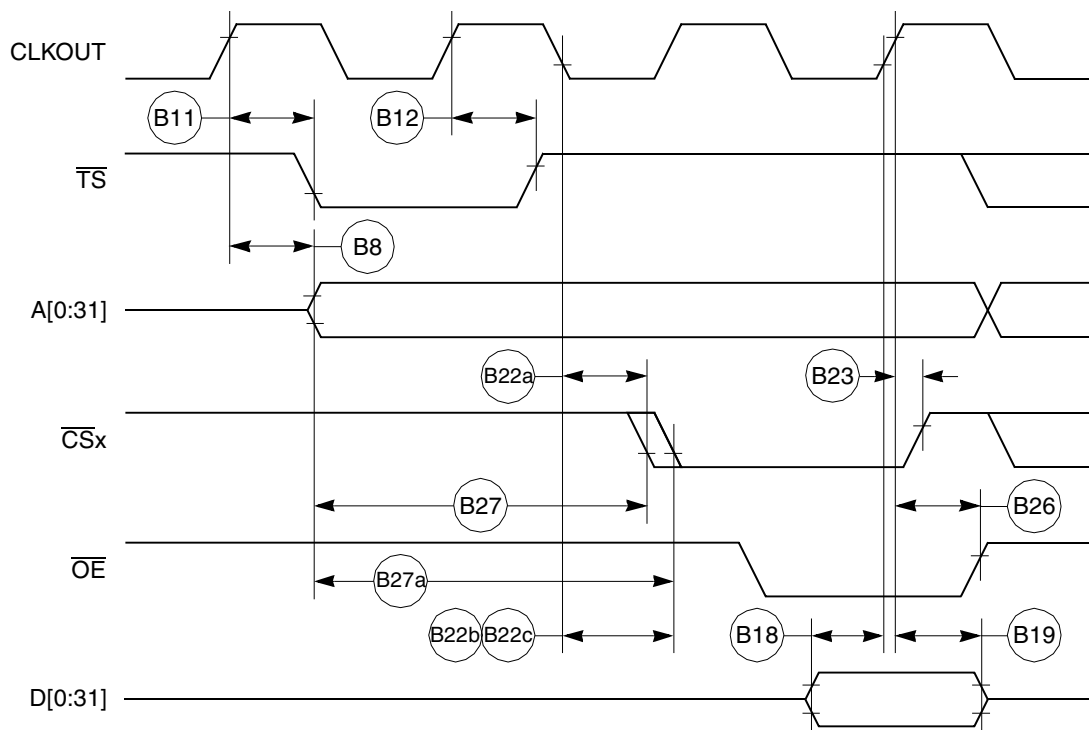 CLKOUT
B11
B12
TS
B8
A[0:31]
B22a
B23
CSx
B27
B26
OE
B27a
B22b B22c
B18
B19
D[0:31]